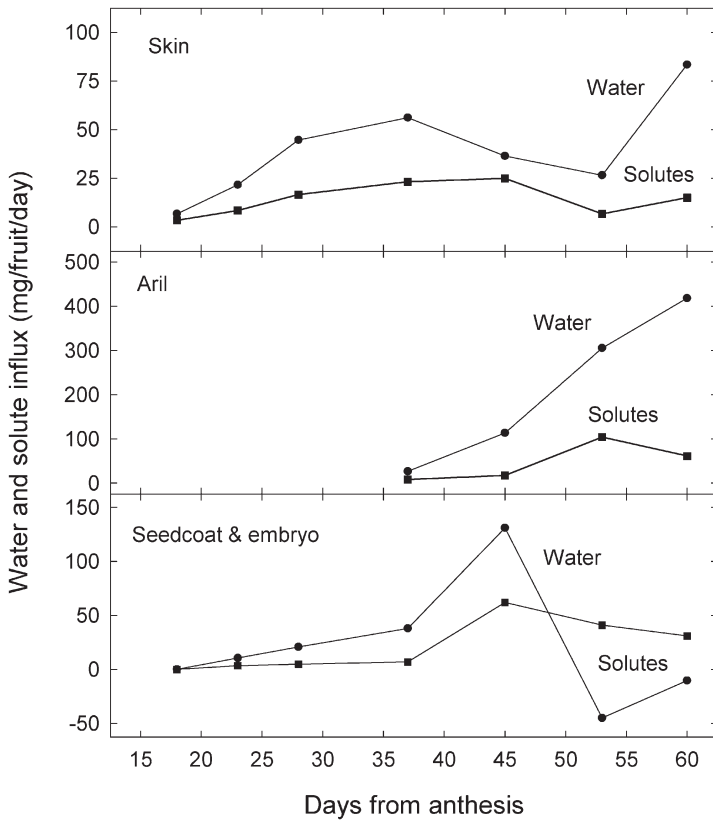 Water and solute influx (mg/fruit/day)
Skin
100
75
50
25
0
Water
Solutes
Aril
500
400
300
200
100
0
Water
Solutes
Seedcoat & embryo
150
100
50
0
-50
Water
Solutes
15 20 25 30 35 40 45 50 55 60
Days from anthesis